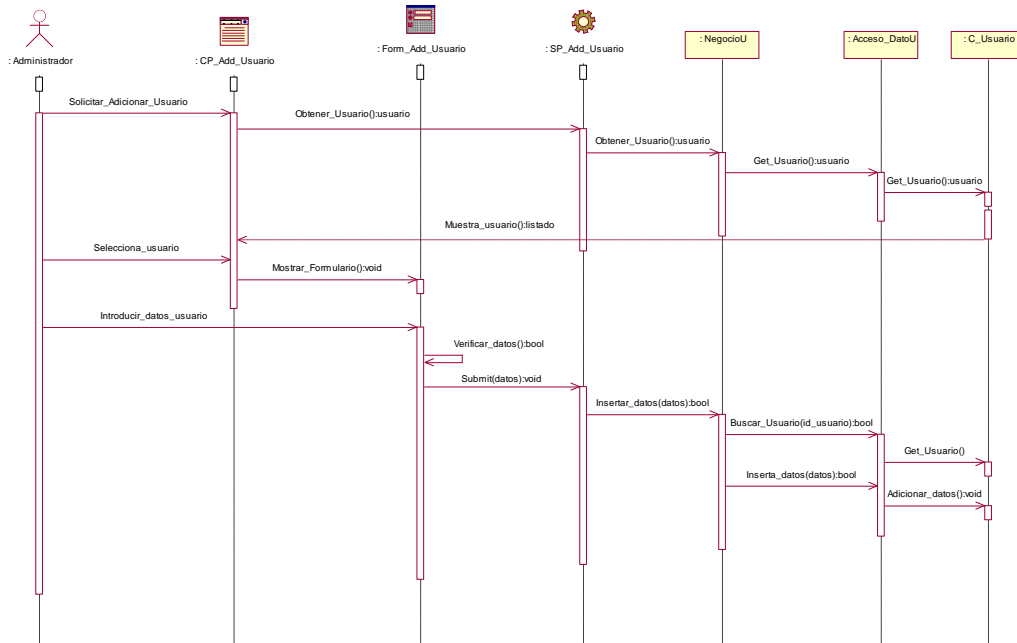 : Administrador
: CP_Add_Usuario
: Form_Add_Usuario
: SP_Add_Usuario
: NegocioU
: Acceso_DatoU
: C_Usuario
Solicitar_Adicionar_Usuario
Obtener_Usuario():usuario
Obtener_Usuario():usuario
Get_Usuario():usuario
Get_Usuario():usuario
Muestra_usuario():listado
Selecciona_usuario
Mostrar_Formulario():void
Introducir_datos_usuario
Verificar_datos():bool
Submit(datos):void
Insertar_datos(datos):bool
Buscar_Usuario(id_usuario):bool
Get_Usuario()
Inserta_datos(datos):bool
Adicionar_datos():void